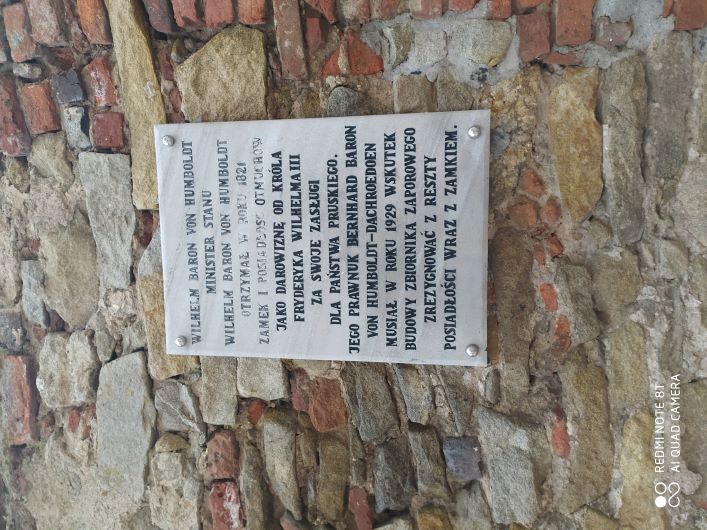 WILHELM BARON VON HUMBOLDT
MINISTER STANU
WILHELM BARON VON HUMBOLDT
OTRZYMAŁ W ROKU 1821
ZAMEK I POSIADŁOŚĆ OTMUCHÓW
JAKO DAROWIZNĘ OD KRÓLA
FRYDERYKA WILHELMA III
ZA SWOJE ZASŁUGI
DLA PAŃSTWA PRUSKIEGO.
JEGO PRAWNUK BERNHARD BARON
VON HUMBOLDT-DACHROEDOEN
MUSIAŁ W ROKU 1929 WSKUTEK
BUDOWY ZBIORNIKA ZAPOROWEGO
ZREZYGNOWAĆ Z RESZTY
POSIADŁOŚCI WRAZ Z ZAMKIEM.
REDMI NOTE 8T
AI QUAD CAMERA